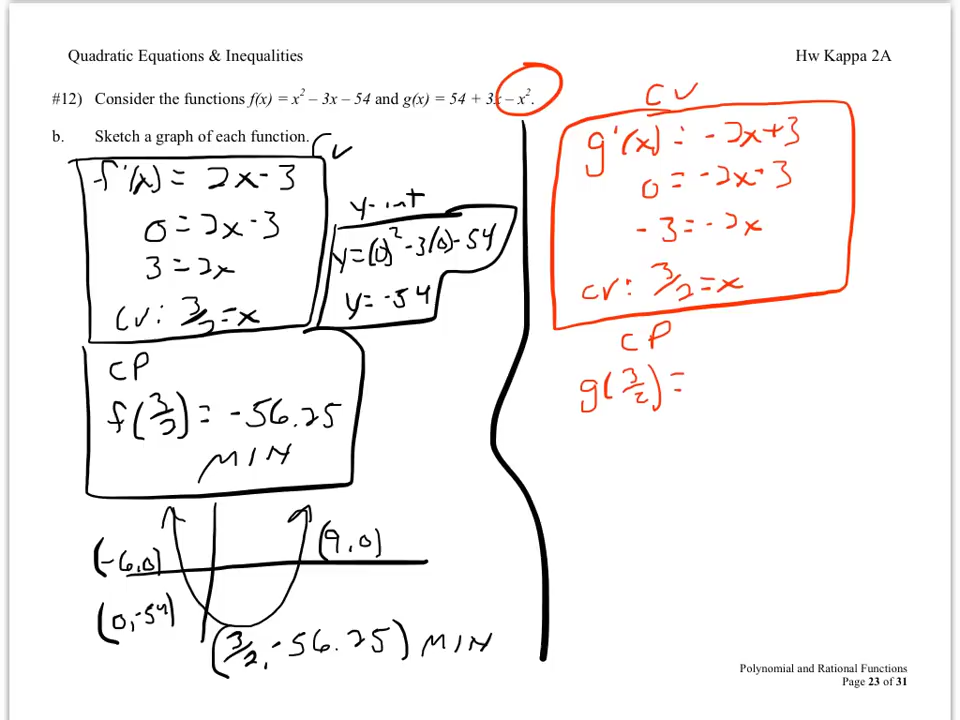 Quadratic Equations & Inequalities
Hw Kappa 2A
#12) Consider the functions f(x) = x² – 3x – 54 and g(x) = 54 + 3x – x².
b. Sketch a graph of each function.
CV
f'(x) = 2x - 3
0 = 2x - 3
3 = 2x
CV: 3/2 = x
y-int
y = (0)² - 3(0) - 54
y = -54
CP
f(3/2) = -56.25
MIN
(-6,0)
(9,0)
(0,-54)
(3/2, -56.25) MIN
CV
g'(x) = -2x+3
0 = -2x+3
-3 = -2x
CV: 3/2 = x
CP
g(3/2) =
Polynomial and Rational Functions
Page 23 of 31